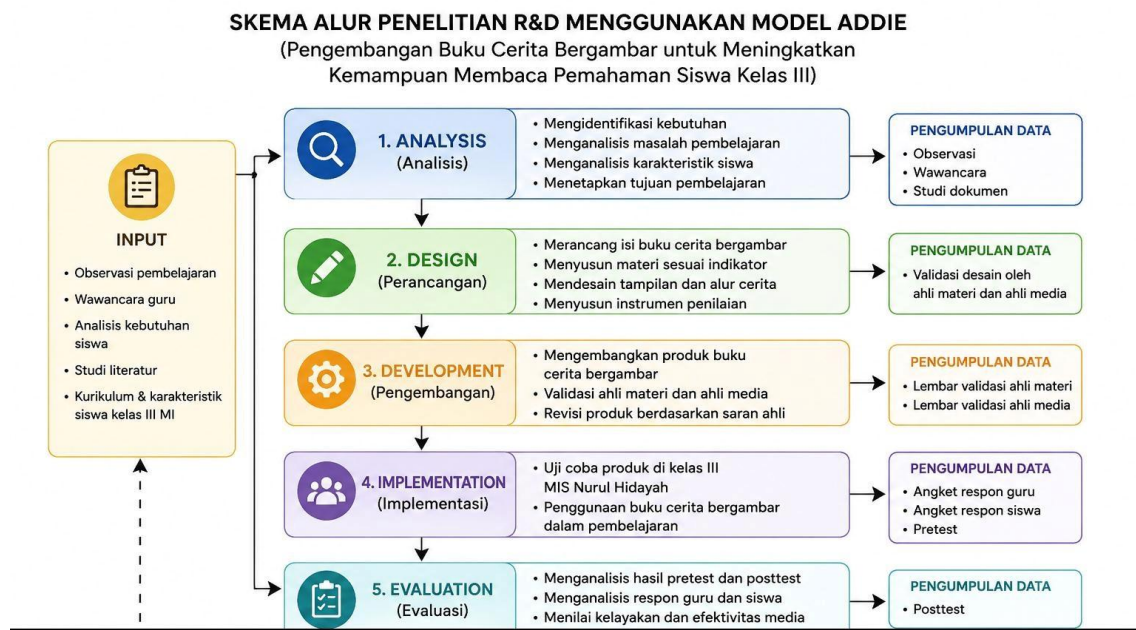 SKEMA ALUR PENELITIAN R&D MENGGUNAKAN MODEL ADDIE
(Pengembangan Buku Cerita Bergambar untuk Meningkatkan
Kemampuan Membaca Pemahaman Siswa Kelas III)
INPUT
• Observasi pembelajaran
• Wawancara guru
• Analisis kebutuhan
siswa
• Studi literatur
• Kurikulum & karakteristik
siswa kelas III MI
1. ANALYSIS
(Analisis)
• Mengidentifikasi kebutuhan
• Menganalisis masalah pembelajaran
• Menganalisis karakteristik siswa
• Menetapkan tujuan pembelajaran
PENGUMPULAN DATA
• Observasi
• Wawancara
• Studi dokumen
2. DESIGN
(Perancangan)
• Merancang isi buku cerita bergambar
• Menyusun materi sesuai indikator
• Mendesain tampilan dan alur cerita
• Menyusun instrumen penilaian
PENGUMPULAN DATA
• Validasi desain oleh
ahli materi dan ahli media
3. DEVELOPMENT
(Pengembangan)
• Mengembangkan produk buku
cerita bergambar
• Validasi ahli materi dan ahli media
• Revisi produk berdasarkan saran ahli
PENGUMPULAN DATA
• Lembar validasi ahli materi
• Lembar validasi ahli media
4. IMPLEMENTATION
(Implementasi)
• Uji coba produk di kelas III
MIS Nurul Hidayah
• Penggunaan buku cerita bergambar
dalam pembelajaran
PENGUMPULAN DATA
• Angket respon guru
• Angket respon siswa
• Pretest
5. EVALUATION
(Evaluasi)
• Menganalisis hasil pretest dan posttest
• Menganalisis respon guru dan siswa
• Menilai kelayakan dan efektivitas media
PENGUMPULAN DATA
• Posttest